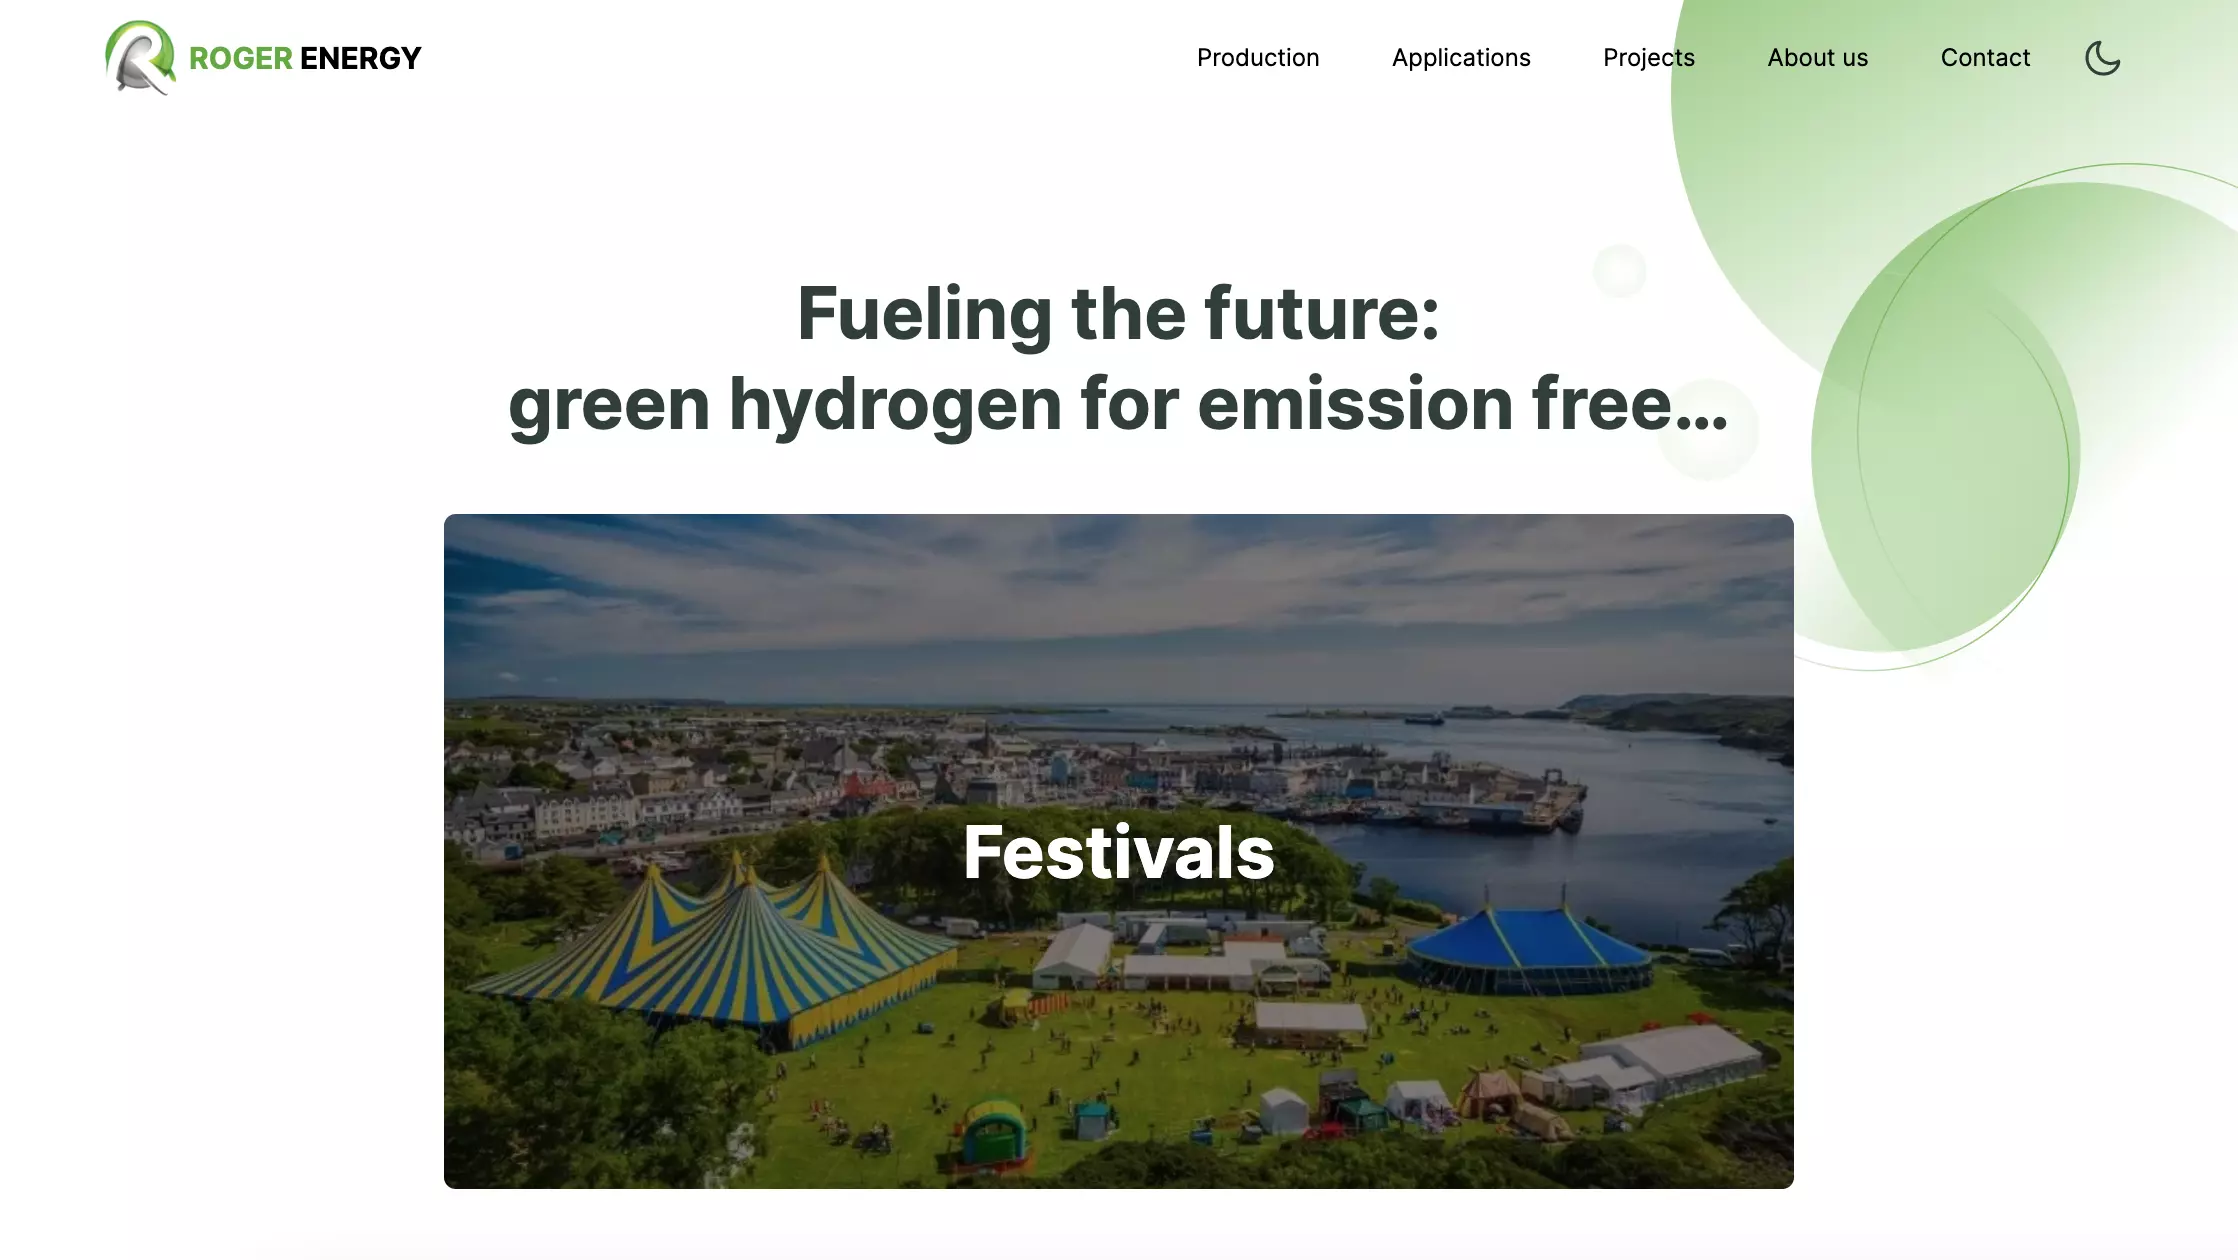 ROGER ENERGY
Production Applications Projects About us Contact
Fueling the future:
green hydrogen for emission free...
Festivals